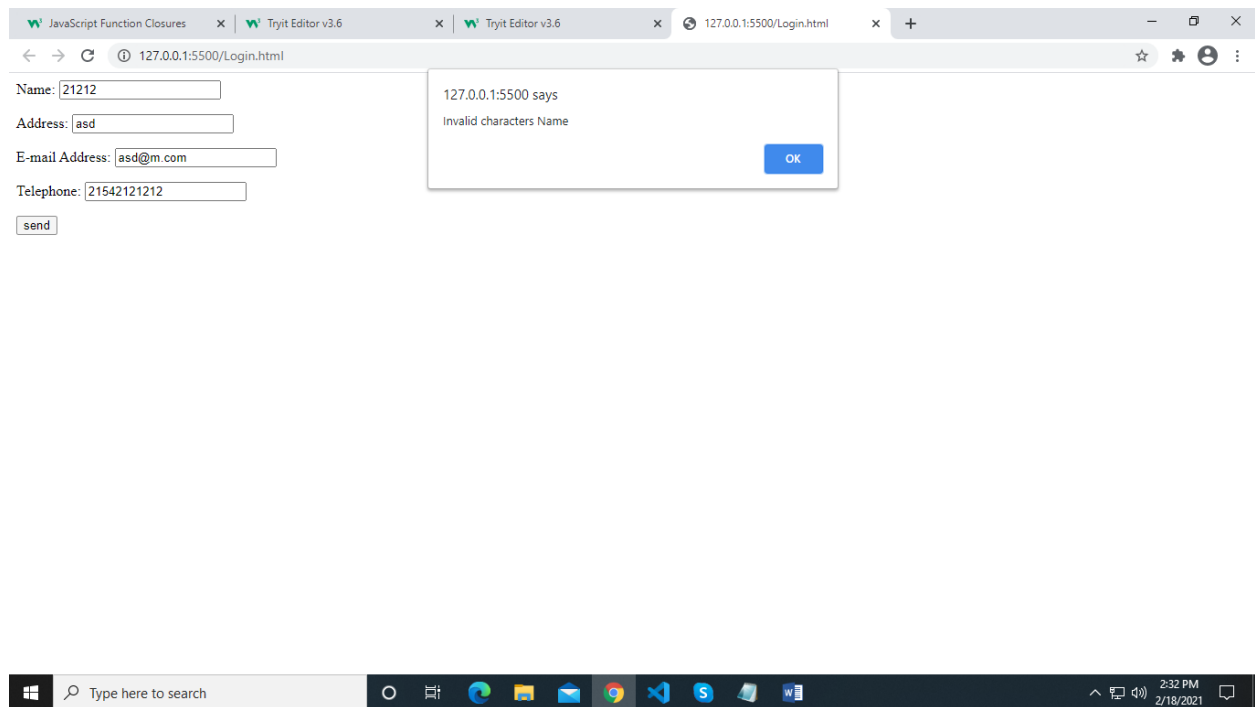 JavaScript Function Closures
Tryit Editor v3.6
Tryit Editor v3.6
127.0.0.1:5500/Login.html
127.0.0.1:5500/Login.html
127.0.0.1:5500 says
Invalid characters Name
OK
Name: 21212
Address: asd
E-mail Address: asd@m.com
Telephone: 21542121212
send
Type here to search
2:32 PM
2/18/2021